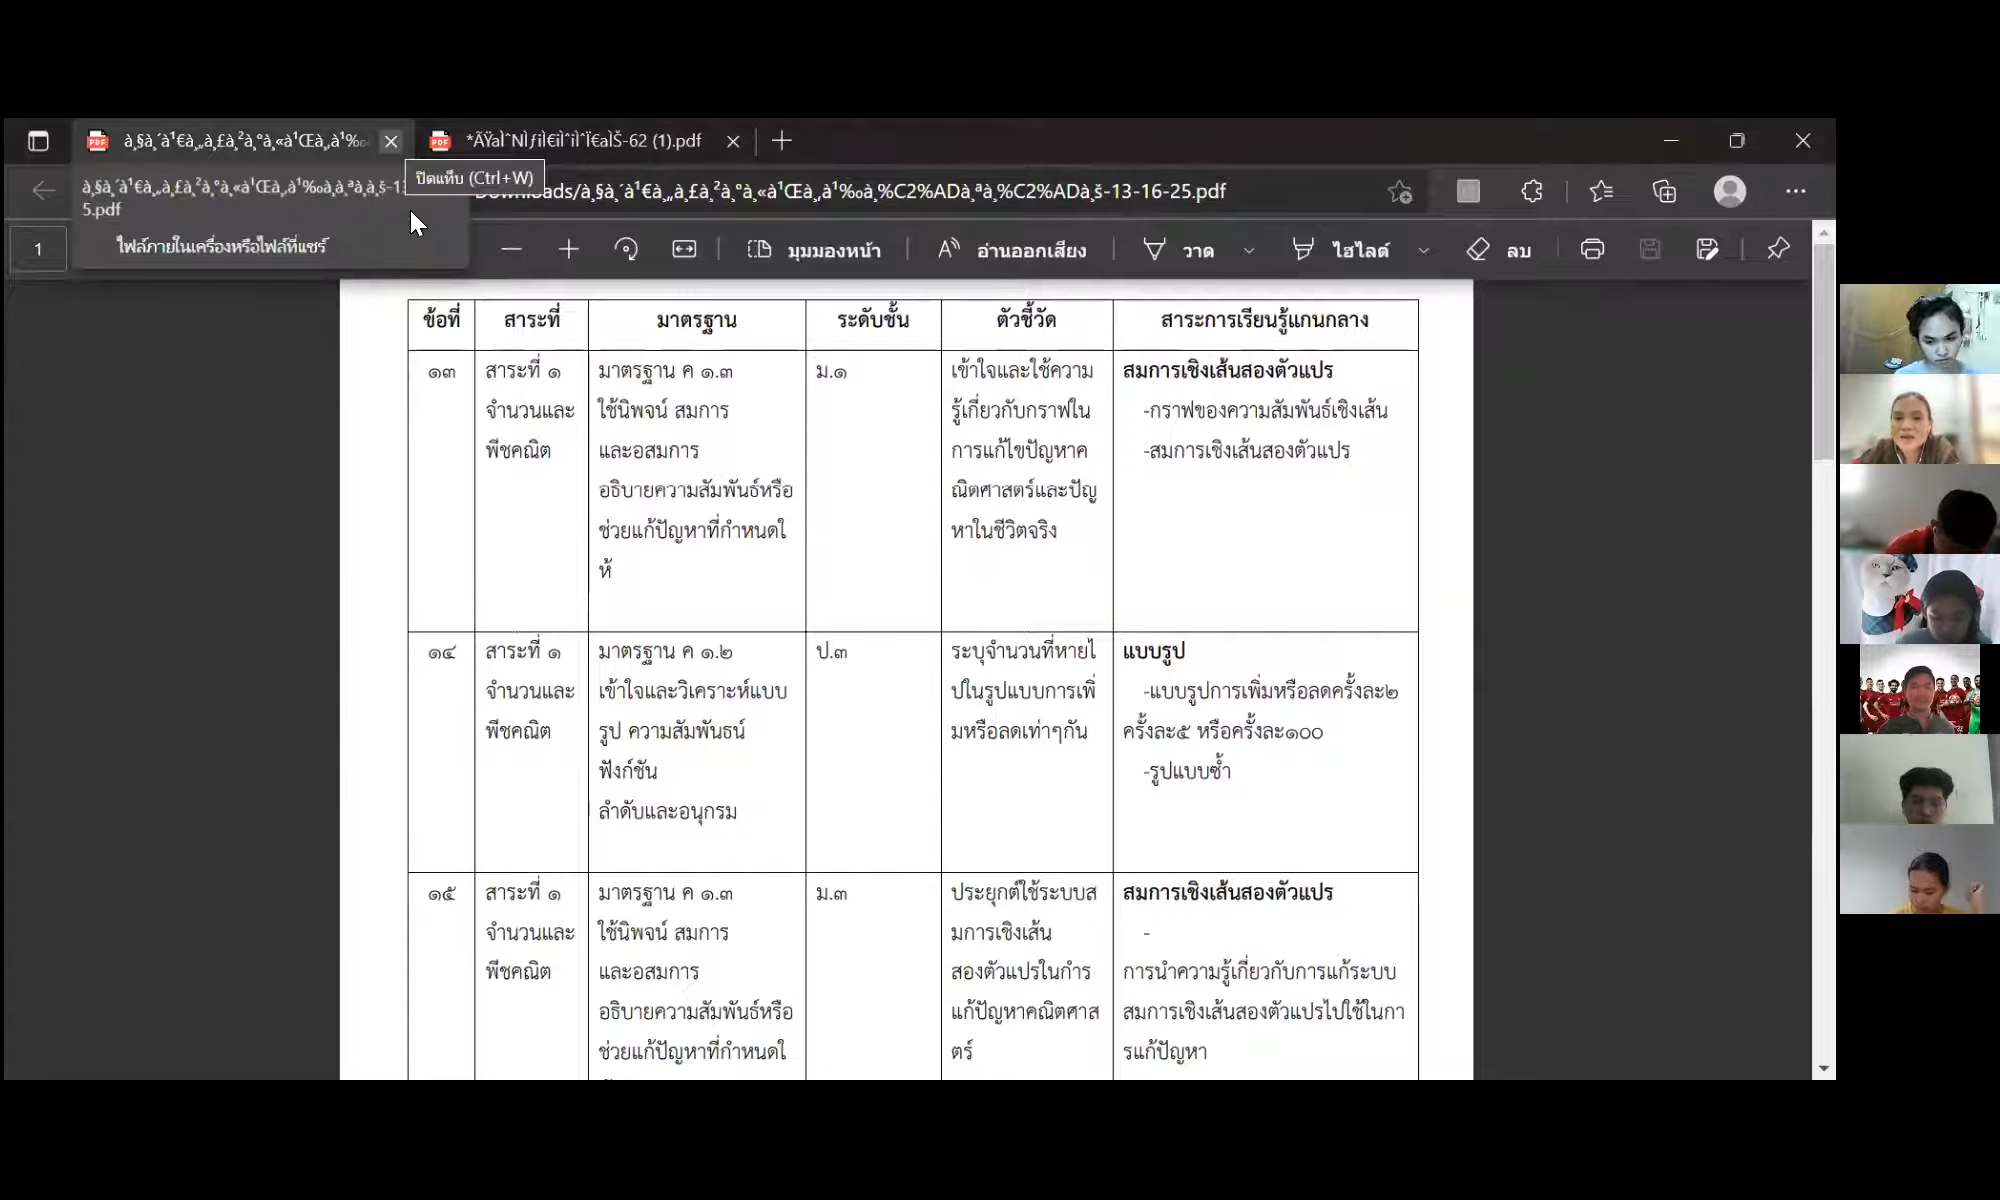 à¸§à¸´à¹€à¸„à¸£à¸²à¸°à¸«à¹Œà¸‚à¹‰
(1).pdf
ปิดแท็บ (Ctrl+W)
5.pdf
ไฟล์ภายในเครื่องหรือไฟล์ที่แชร์
-13-16-25.pdf
1
มุมมองหน้า
อ่านออกเสียง
วาด
ไฮไลต์
ลบ
ข้อที่ สาระที่ มาตรฐาน ระดับชั้น ตัวชี้วัด สาระการเรียนรู้แกนกลาง
๑๓ สาระที่ ๑ มาตรฐาน ค ๑.๓ ม.๑ เข้าใจและใช้ความ สมการเชิงเส้นสองตัวแปร
จำนวนและ ใช้นิพจน์ สมการ รู้เกี่ยวกับกราฟใน -กราฟของความสัมพันธ์เชิงเส้น
พีชคณิต และอสมการ การแก้ไขปัญหาค -สมการเชิงเส้นสองตัวแปร
อธิบายความสัมพันธ์หรือ ณิตศาสตร์และปัญ
ช่วยแก้ปัญหาที่กำหนดใ หาในชีวิตจริง
ห้
๑๔ สาระที่ ๑ มาตรฐาน ค ๑.๒ ป.๓ ระบุจำนวนที่หายไ แบบรูป
จำนวนและ เข้าใจและวิเคราะห์แบบ ปในรูปแบบการเพิ่ -แบบรูปการเพิ่มหรือลดครั้งละ๒
พีชคณิต รูป ความสัมพันธน์ มหรือลดเท่าๆกัน ครั้งละ๕ หรือครั้งละ๑๐๐
ฟังก์ชัน -รูปแบบซ้ำ
ลำดับและอนุกรม
๑๕ สาระที่ ๑ มาตรฐาน ค ๑.๓ ม.๓ ประยุกต์ใช้ระบบส สมการเชิงเส้นสองตัวแปร
จำนวนและ ใช้นิพจน์ สมการ มการเชิงเส้น -
พีชคณิต และอสมการ สองตัวแปรในกำร การนำความรู้เกี่ยวกับการแก้ระบบ
อธิบายความสัมพันธ์หรือ แก้ปัญหาคณิตศาส สมการเชิงเส้นสองตัวแปรไปใช้ในกา
ช่วยแก้ปัญหาที่กำหนดใ ตร์ รแก้ปัญหา